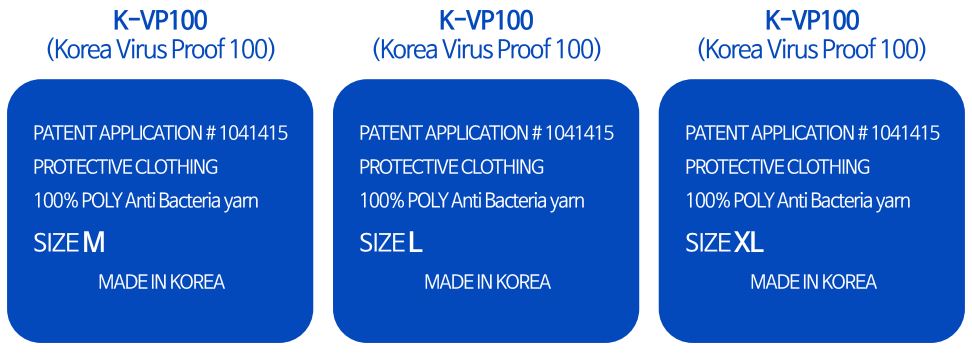 K-VP100
(Korea Virus Proof 100)
PATENT APPLICATION # 1041415
PROTECTIVE CLOTHING
100% POLY Anti Bacteria yarn
SIZE M
MADE IN KOREA
K-VP100
(Korea Virus Proof 100)
PATENT APPLICATION # 1041415
PROTECTIVE CLOTHING
100% POLY Anti Bacteria yarn
SIZE L
MADE IN KOREA
K-VP100
(Korea Virus Proof 100)
PATENT APPLICATION # 1041415
PROTECTIVE CLOTHING
100% POLY Anti Bacteria yarn
SIZE XL
MADE IN KOREA